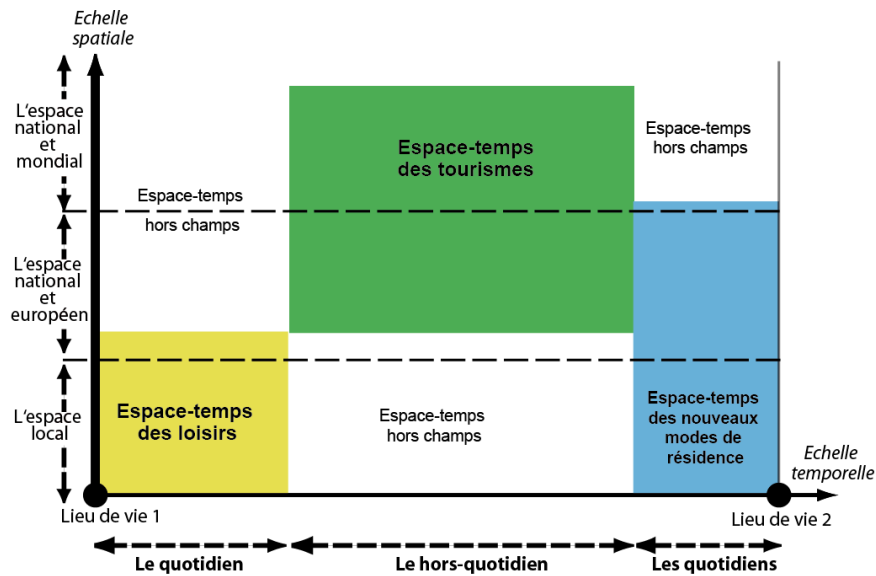 Echelle
spatiale
L'espace
national
et
mondial
Espace-temps
des tourismes
Espace-temps
hors champs
Espace-temps
hors champs
L'espace
national
et
européen
L'espace
local
Espace-temps
des loisirs
Espace-temps
hors champs
Espace-temps
des nouveaux
modes de
résidence
Echelle
temporelle
Lieu de vie 1
Lieu de vie 2
Le quotidien
Le hors-quotidien
Les quotidiens